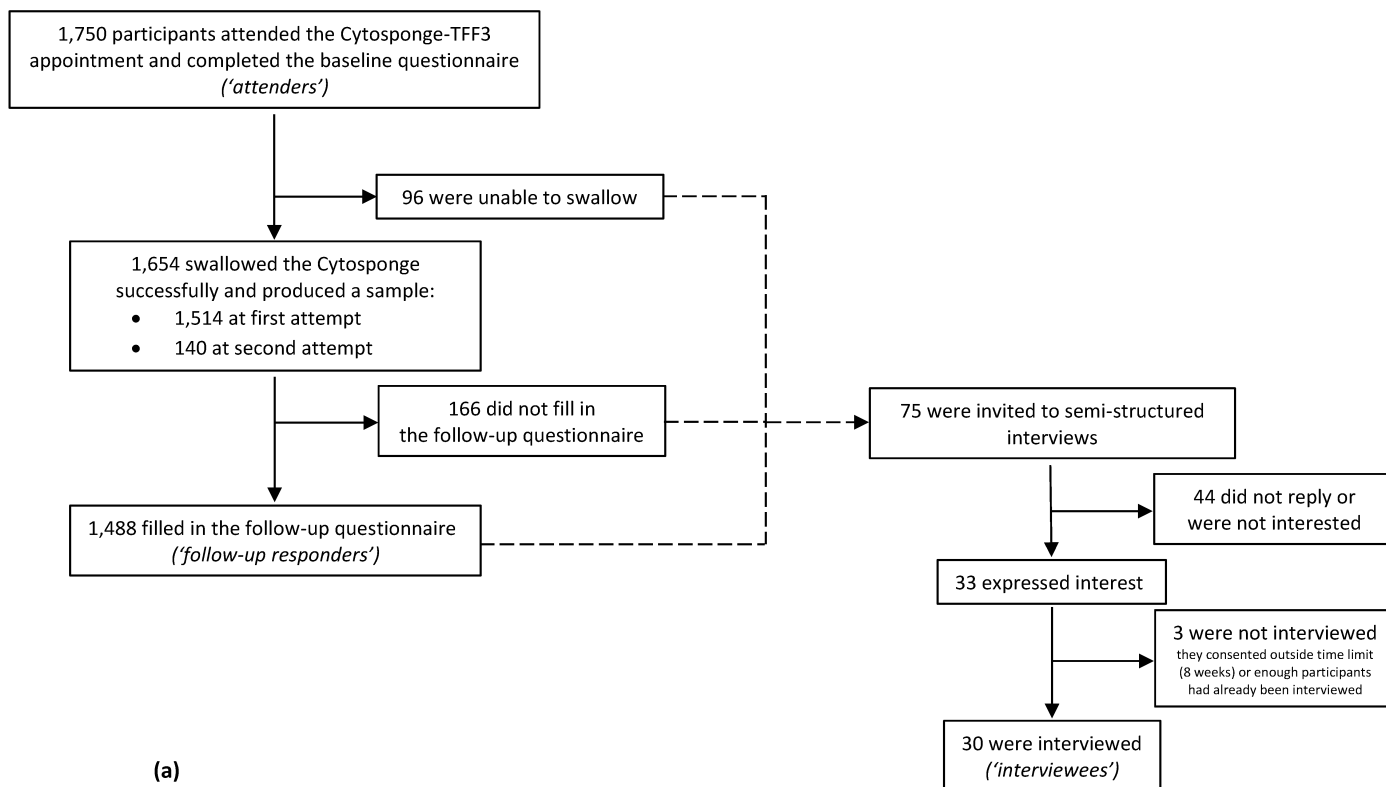 1,750 participants attended the Cytosponge-TFF3
appointment and completed the baseline questionnaire
(‘attenders’)
96 were unable to swallow
1,654 swallowed the Cytosponge
successfully and produced a sample:
• 1,514 at first attempt
• 140 at second attempt
166 did not fill in
the follow-up questionnaire
1,488 filled in the follow-up questionnaire
(‘follow-up responders’)
75 were invited to semi-structured
interviews
44 did not reply or
were not interested
33 expressed interest
3 were not interviewed
they consented outside time limit
(8 weeks) or enough participants
had already been interviewed
30 were interviewed
(‘interviewees’)
(a)